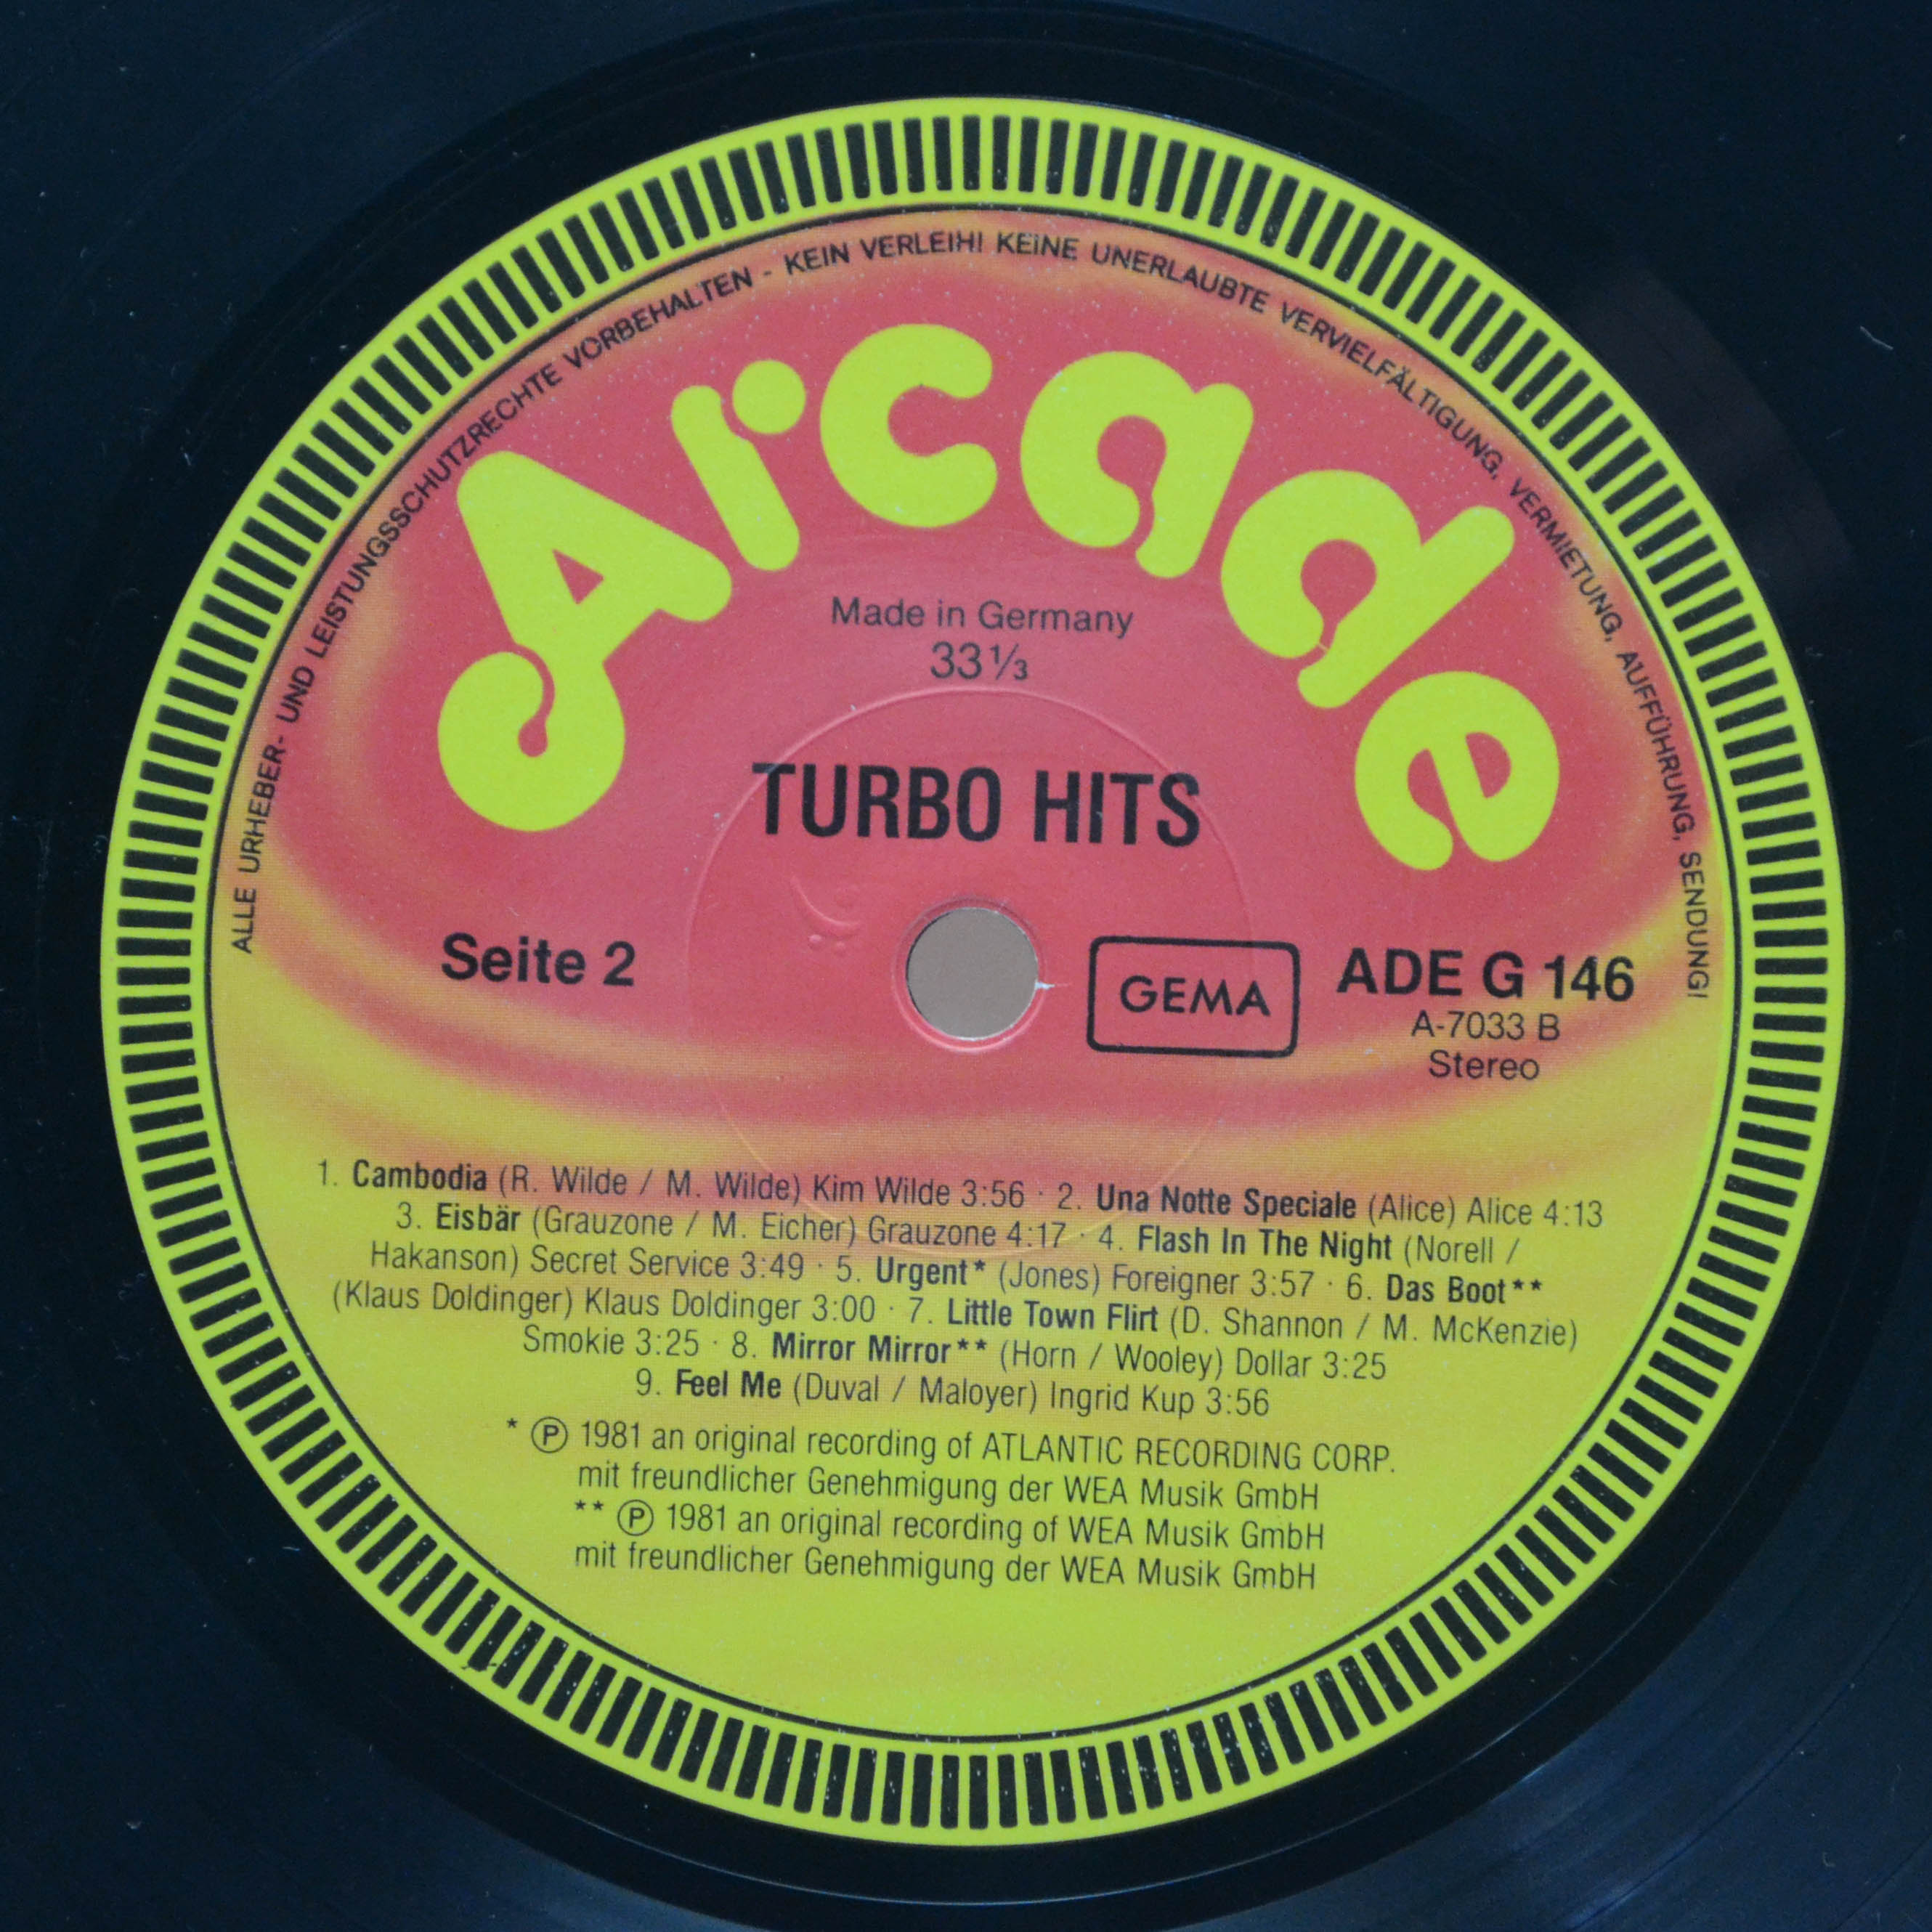 ALLE URHEBER- UND LEISTUNGSSCHUTZRECHTE VORBEHALTEN - KEIN VERLEIH! KEINE UNERLAUBTE VERVIELFÄLTIGUNG, VERMIETUNG, AUFFÜHRUNG, SENDUNG!
Arcade
Made in Germany
33 ⅓
TURBO HITS
Seite 2
GEMA
ADE G 146
A-7033 B
Stereo
1. Cambodia (R. Wilde / M. Wilde) Kim Wilde 3:56 · 2. Una Notte Speciale (Alice) Alice 4:13
3. Eisbär (Grauzone / M. Eicher) Grauzone 4:17 · 4. Flash In The Night (Norell /
Hakanson) Secret Service 3:49 · 5. Urgent* (Jones) Foreigner 3:57 · 6. Das Boot**
(Klaus Doldinger) Klaus Doldinger 3:00 · 7. Little Town Flirt (D. Shannon / M. McKenzie)
Smokie 3:25 · 8. Mirror Mirror** (Horn / Wooley) Dollar 3:25
9. Feel Me (Duval / Maloyer) Ingrid Kup 3:56
* Ⓟ 1981 an original recording of ATLANTIC RECORDING CORP.
mit freundlicher Genehmigung der WEA Musik GmbH
** Ⓟ 1981 an original recording of WEA Musik GmbH
mit freundlicher Genehmigung der WEA Musik GmbH